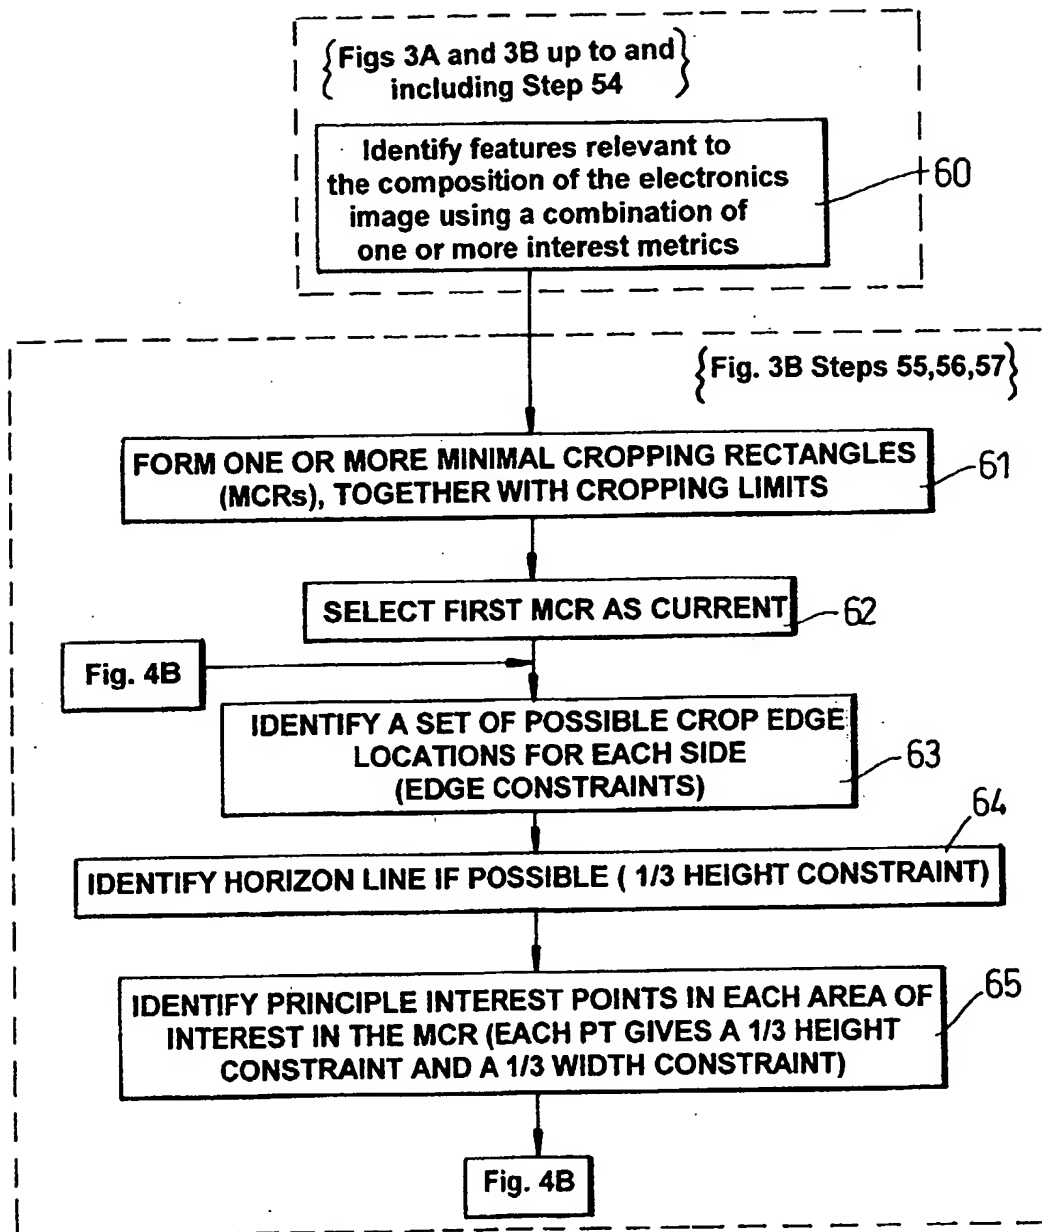 {Figs 3A and 3B up to and
including Step 54}
Identify features relevant to
the composition of the electronics
image using a combination of
one or more interest metrics
60
{Fig. 3B Steps 55,56,57}
FORM ONE OR MORE MINIMAL CROPPING RECTANGLES
(MCRs), TOGETHER WITH CROPPING LIMITS
61
SELECT FIRST MCR AS CURRENT
62
Fig. 4B
IDENTIFY A SET OF POSSIBLE CROP EDGE
LOCATIONS FOR EACH SIDE
(EDGE CONSTRAINTS)
63
64
IDENTIFY HORIZON LINE IF POSSIBLE ( 1/3 HEIGHT CONSTRAINT)
IDENTIFY PRINCIPLE INTEREST POINTS IN EACH AREA OF
INTEREST IN THE MCR (EACH PT GIVES A 1/3 HEIGHT
CONSTRAINT AND A 1/3 WIDTH CONSTRAINT)
65
Fig. 4B